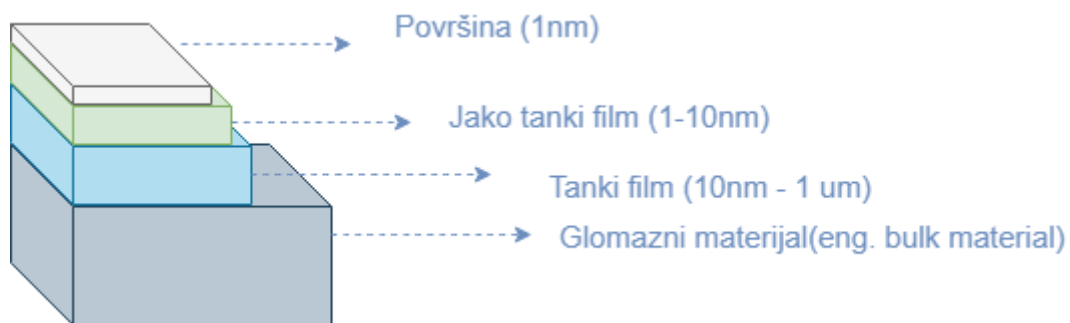 Površina (1nm)
Jako tanki film (1-10nm)
Tanki film (10nm - 1 um)
Glomazni materijal(eng. bulk material)